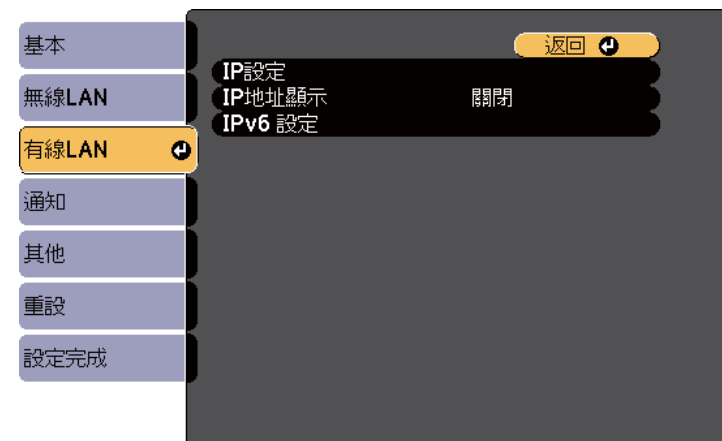 基本
無線LAN
有線LAN
通知
其他
重設
設定完成
返回
IP設定
IP地址顯示 關閉
IPv6 設定